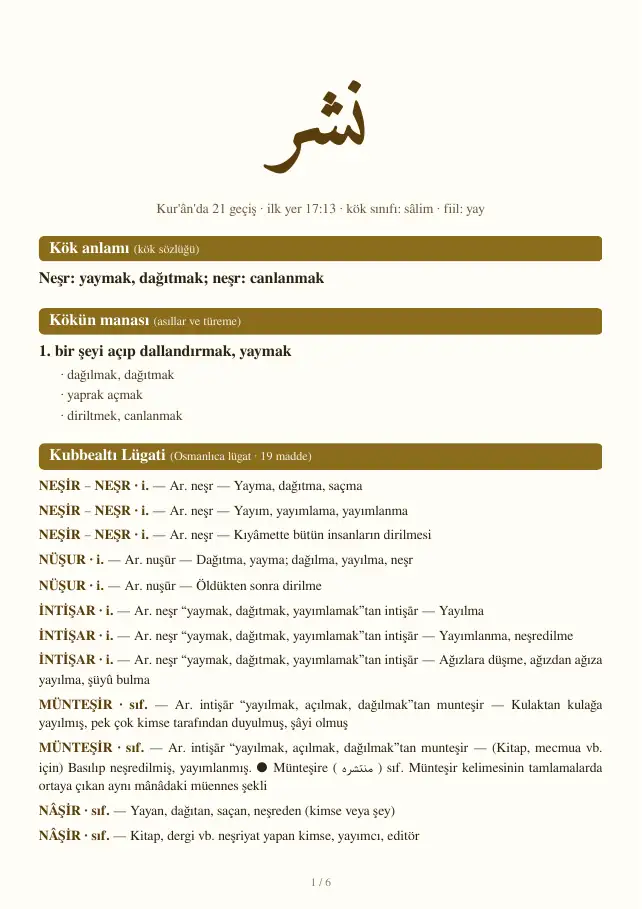 نشر
Kur'ân'da 21 geçiş · ilk yer 17:13 · kök sınıfı: sâlim · fiil: yay
Kök anlamı (kök sözlüğü)
Neşr: yaymak, dağıtmak; neşr: canlanmak
Kökün manası (asıllar ve türeme)
1. bir şeyi açıp dallandırmak, yaymak
· dağılmak, dağıtmak
· yaprak açmak
· diriltmek, canlanmak
Kubbealtı Lügati (Osmanlıca lügat · 19 madde)
NEŞİR – NEŞR · i. — Ar. neşr — Yayma, dağıtma, saçma
NEŞİR – NEŞR · i. — Ar. neşr — Yayım, yayımlama, yayımlanma
NEŞİR – NEŞR · i. — Ar. neşr — Kıyâmette bütün insanların dirilmesi
NÜŞUR · i. — Ar. nuşūr — Dağıtma, yayma; dağılma, yayılma, neşr
NÜŞUR · i. — Ar. nuşūr — Öldükten sonra dirilme
İNTİŞAR · i. — Ar. neşr “yaymak, dağıtmak, yayımlamak”tan intişār — Yayılma
İNTİŞAR · i. — Ar. neşr “yaymak, dağıtmak, yayımlamak”tan intişār — Yayımlanma, neşredilme
İNTİŞAR · i. — Ar. neşr “yaymak, dağıtmak, yayımlamak”tan intişār — Ağızlara düşme, ağızdan ağıza
yayılma, şüyû bulma
MÜNTEŞİR · sıf. — Ar. intişār “yayılmak, açılmak, dağılmak”tan munteşir — Kulaktan kulağa
yayılmış, pek çok kimse tarafından duyulmuş, şâyi olmuş
MÜNTEŞİR · sıf. — Ar. intişār “yayılmak, açılmak, dağılmak”tan munteşir — (Kitap, mecmua vb.
için) Basılıp neşredilmiş, yayımlanmış. ● Münteşire ( منتشره ) sıf. Münteşir kelimesinin tamlamalarda
ortaya çıkan aynı mânâdaki müennes şekli
NÂŞİR · sıf. — Yayan, dağıtan, saçan, neşreden (kimse veya şey)
NÂŞİR · sıf. — Kitap, dergi vb. neşriyat yapan kimse, yayımcı, editör
1 / 6